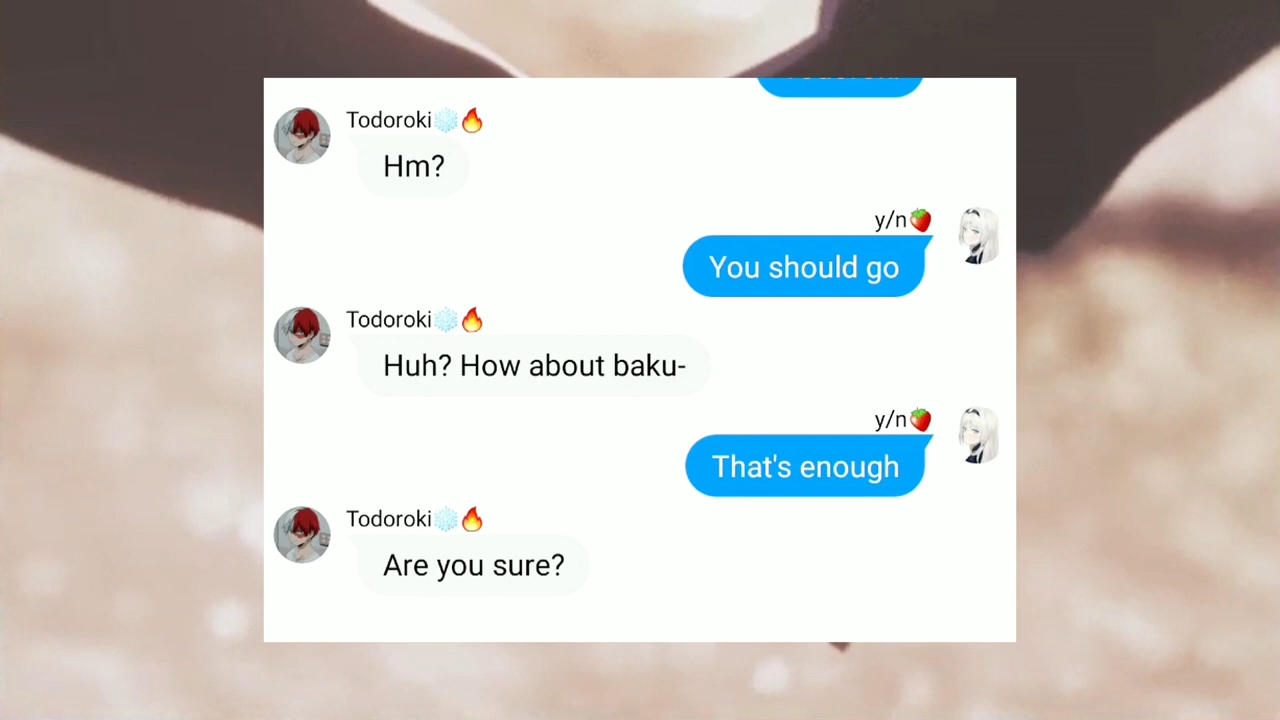 Todoroki❄️🔥
Hm?
y/n🍓
You should go
Todoroki❄️🔥
Huh? How about baku-
y/n🍓
That's enough
Todoroki❄️🔥
Are you sure?